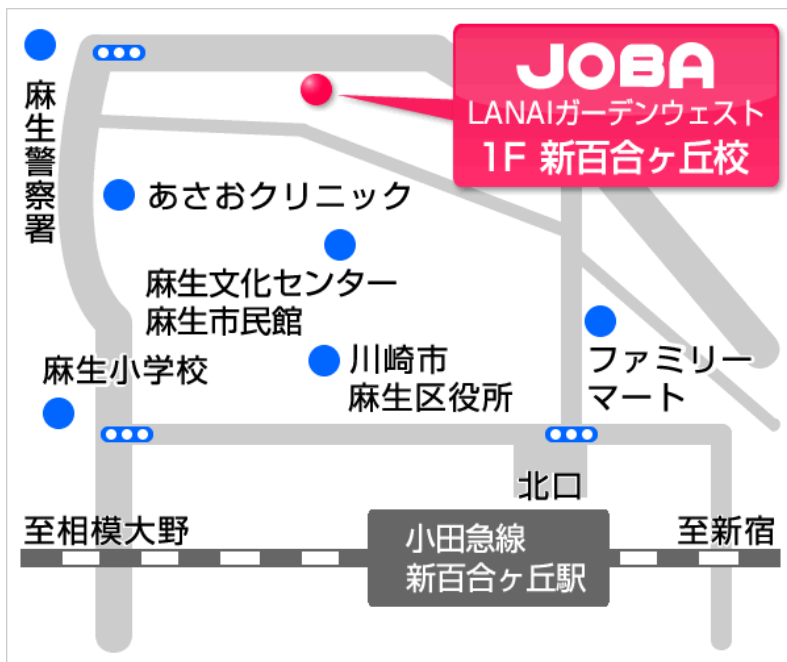 JOBA
LANAIガーデンウェスト
1F 新百合ヶ丘校
麻生警察署
あさおクリニック
麻生文化センター
麻生市民館
麻生小学校
川崎市
麻生区役所
ファミリー
マート
北口
至相模大野
小田急線
新百合ヶ丘駅
至新宿